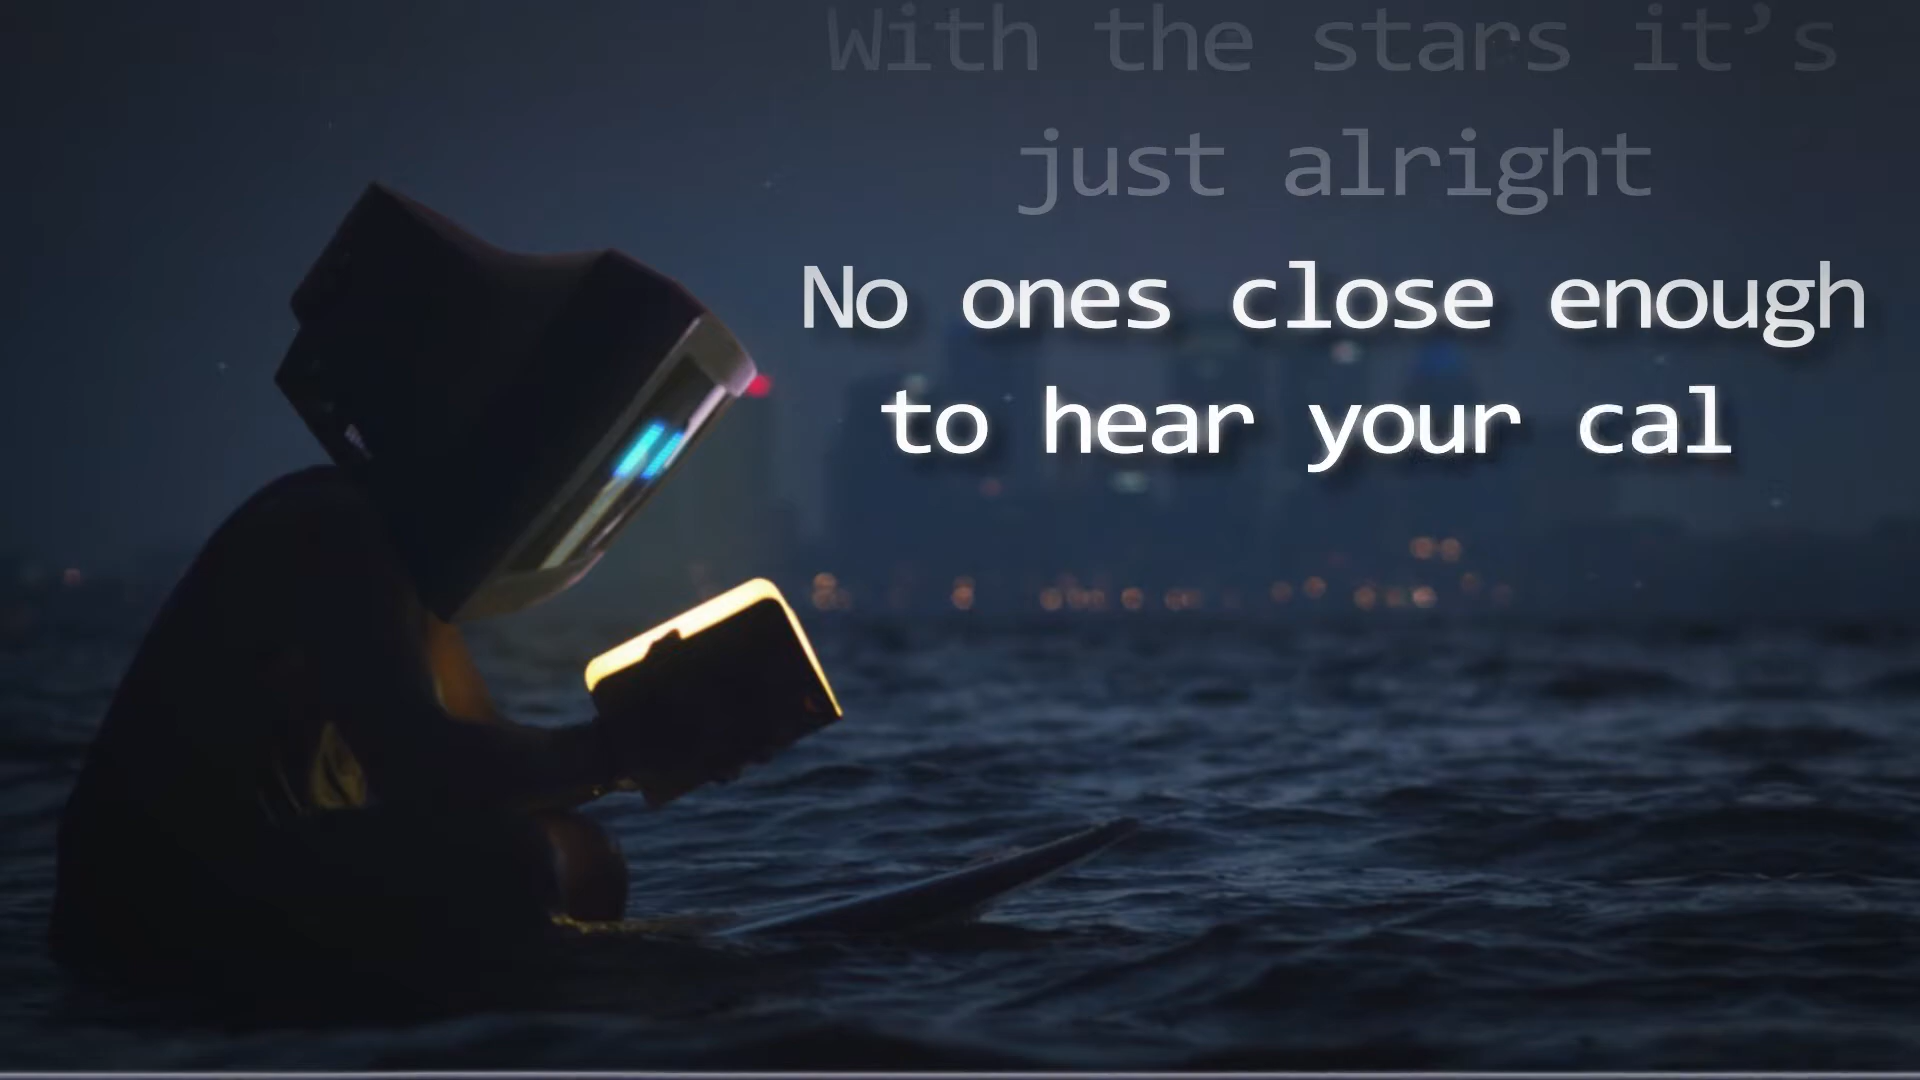 With the stars it’s
just alright
No ones close enough
to hear your cal